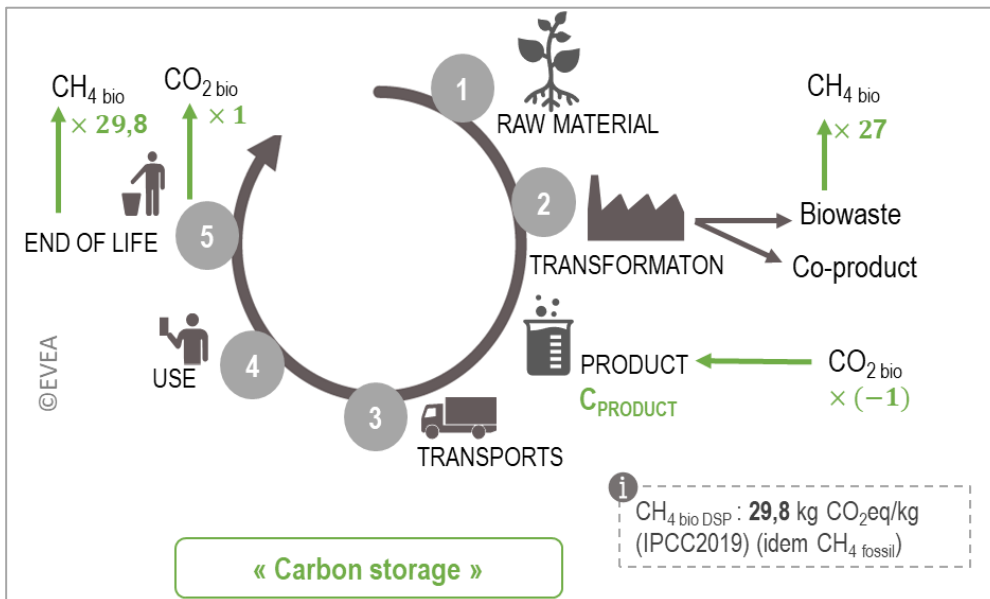 1
RAW MATERIAL
CH4 bio
× 29,8
CO2 bio
× 1
CH4 bio
× 27
2
TRANSFORMATON
Biowaste
Co-product
5
END OF LIFE
PRODUCT
CPRODUCT
CO2 bio
× (−1)
4
USE
©EVEA
3
TRANSPORTS
i
CH4 bio DSP : 29,8 kg CO2eq/kg
(IPCC2019) (idem CH4 fossil)
« Carbon storage »